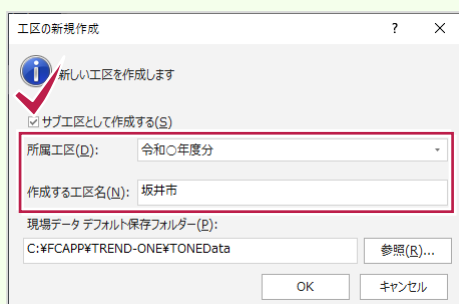 工区の新規作成 ? ×
新しい工区を作成します
サブ工区として作成する(S)
所属工区(D): 令和○年度分
作成する工区名(N): 坂井市
現場データ デフォルト保存フォルダー(P):
C:¥FCAPP¥TREND-ONE¥TONEData 参照(R)...
OK キャンセル